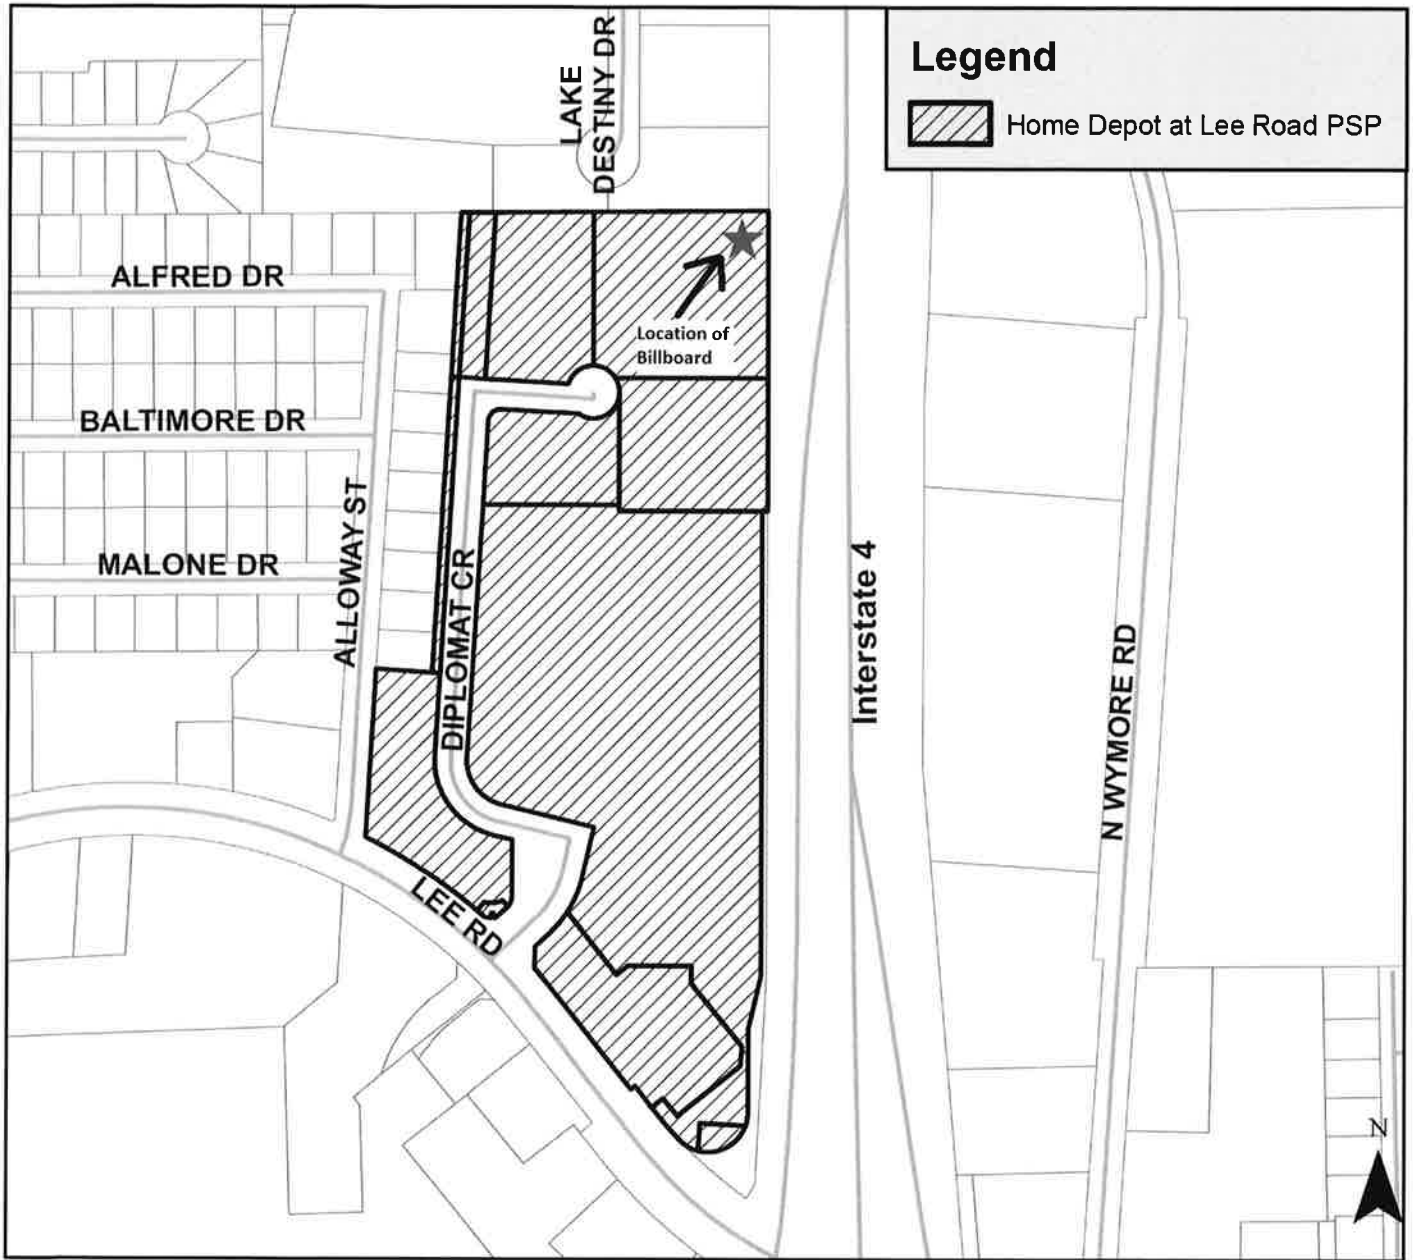 Legend
Home Depot at Lee Road PSP
LAKE
DESTINY DR
ALFRED DR
Location of
Billboard
BALTIMORE DR
ALLOWAY ST
MALONE DR
DIPLOMAT CR
Interstate 4
N WYMORE RD
LEE RD
N